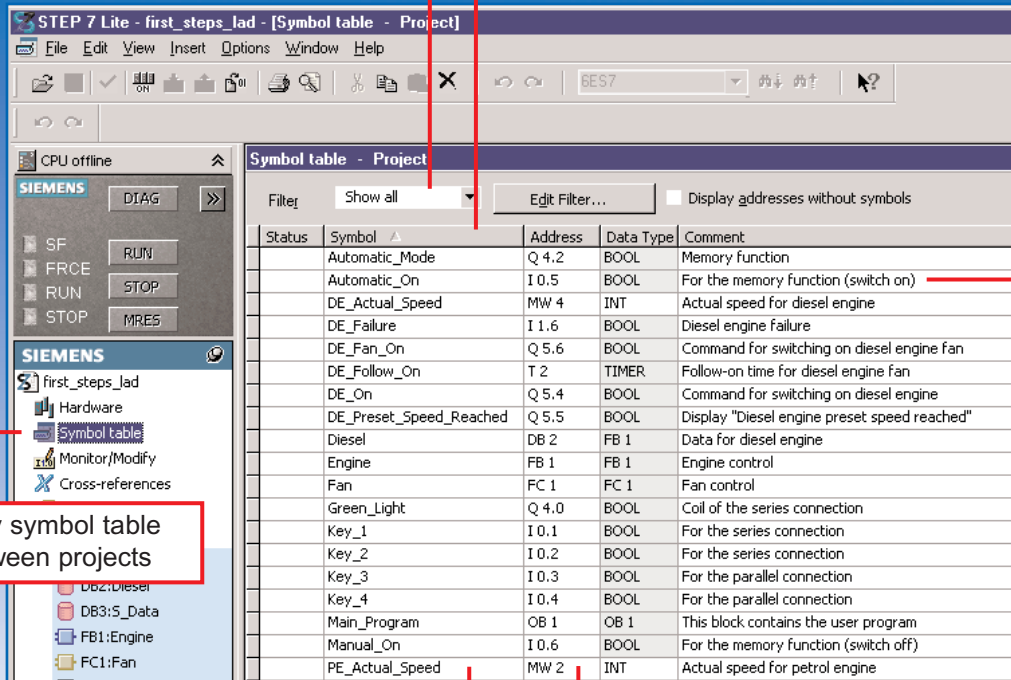 STEP 7 Lite - first_steps_lad - [Symbol table - Project]
File Edit View Insert Options Window Help
ON
6ES7
CPU offline
SIEMENS
DIAG
SF
FRCE
RUN
STOP
RUN
STOP
MRES
SIEMENS
first_steps_lad
Hardware
Symbol table
Monitor/Modify
Cross-references
symbol table
projects
DB2:Diesel
DB3:S_Data
FB1:Engine
FC1:Fan
Symbol table - Project
Filter Show all Edit Filter... Display addresses without symbols
Status Symbol Address Data Type Comment
Automatic_Mode Q 4.2 BOOL Memory function
Automatic_On I 0.5 BOOL For the memory function (switch on)
DE_Actual_Speed MW 4 INT Actual speed for diesel engine
DE_Failure I 1.6 BOOL Diesel engine failure
DE_Fan_On Q 5.6 BOOL Command for switching on diesel engine fan
DE_Follow_On T 2 TIMER Follow-on time for diesel engine fan
DE_On Q 5.4 BOOL Command for switching on diesel engine
DE_Preset_Speed_Reached Q 5.5 BOOL Display "Diesel engine preset speed reached"
Diesel DB 2 FB 1 Data for diesel engine
Engine FB 1 FB 1 Engine control
Fan FC 1 FC 1 Fan control
Green_Light Q 4.0 BOOL Coil of the series connection
Key_1 I 0.1 BOOL For the series connection
Key_2 I 0.2 BOOL For the series connection
Key_3 I 0.3 BOOL For the parallel connection
Key_4 I 0.4 BOOL For the parallel connection
Main_Program OB 1 OB 1 This block contains the user program
Manual_On I 0.6 BOOL For the memory function (switch off)
PE_Actual_Speed MW 2 INT Actual speed for petrol engine